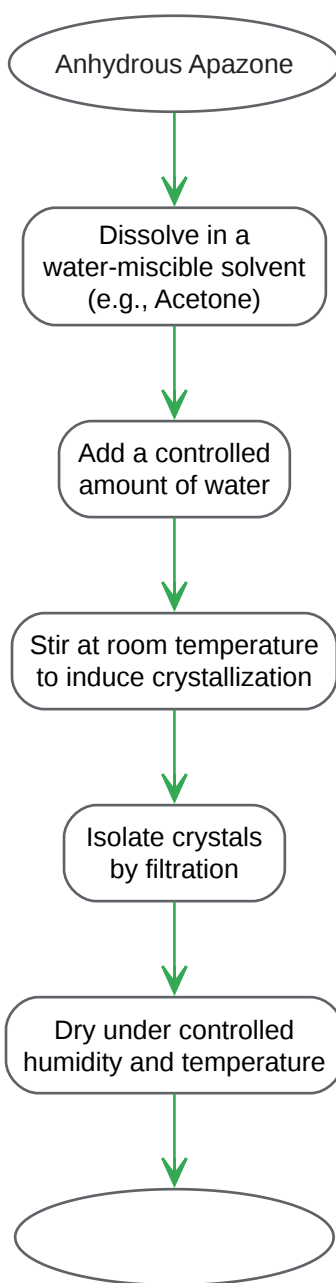 Anhydrous Apazone
Dissolve in a
water-miscible solvent
(e.g., Acetone)
Add a controlled
amount of water
Stir at room temperature
to induce crystallization
Isolate crystals
by filtration
Dry under controlled
humidity and temperature